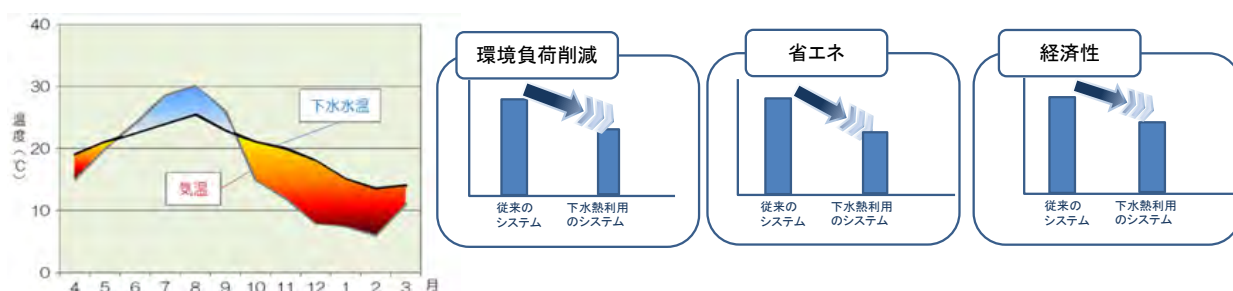 40
30
20
10
0
温度(℃)
下水水温
気温
4 5 6 7 8 9 10 11 12 1 2 3 月
環境負荷削減
従来の
システム
下水熱利用
のシステム
省エネ
従来の
システム
下水熱利用
のシステム
経済性
従来の
システム
下水熱利用
のシステム